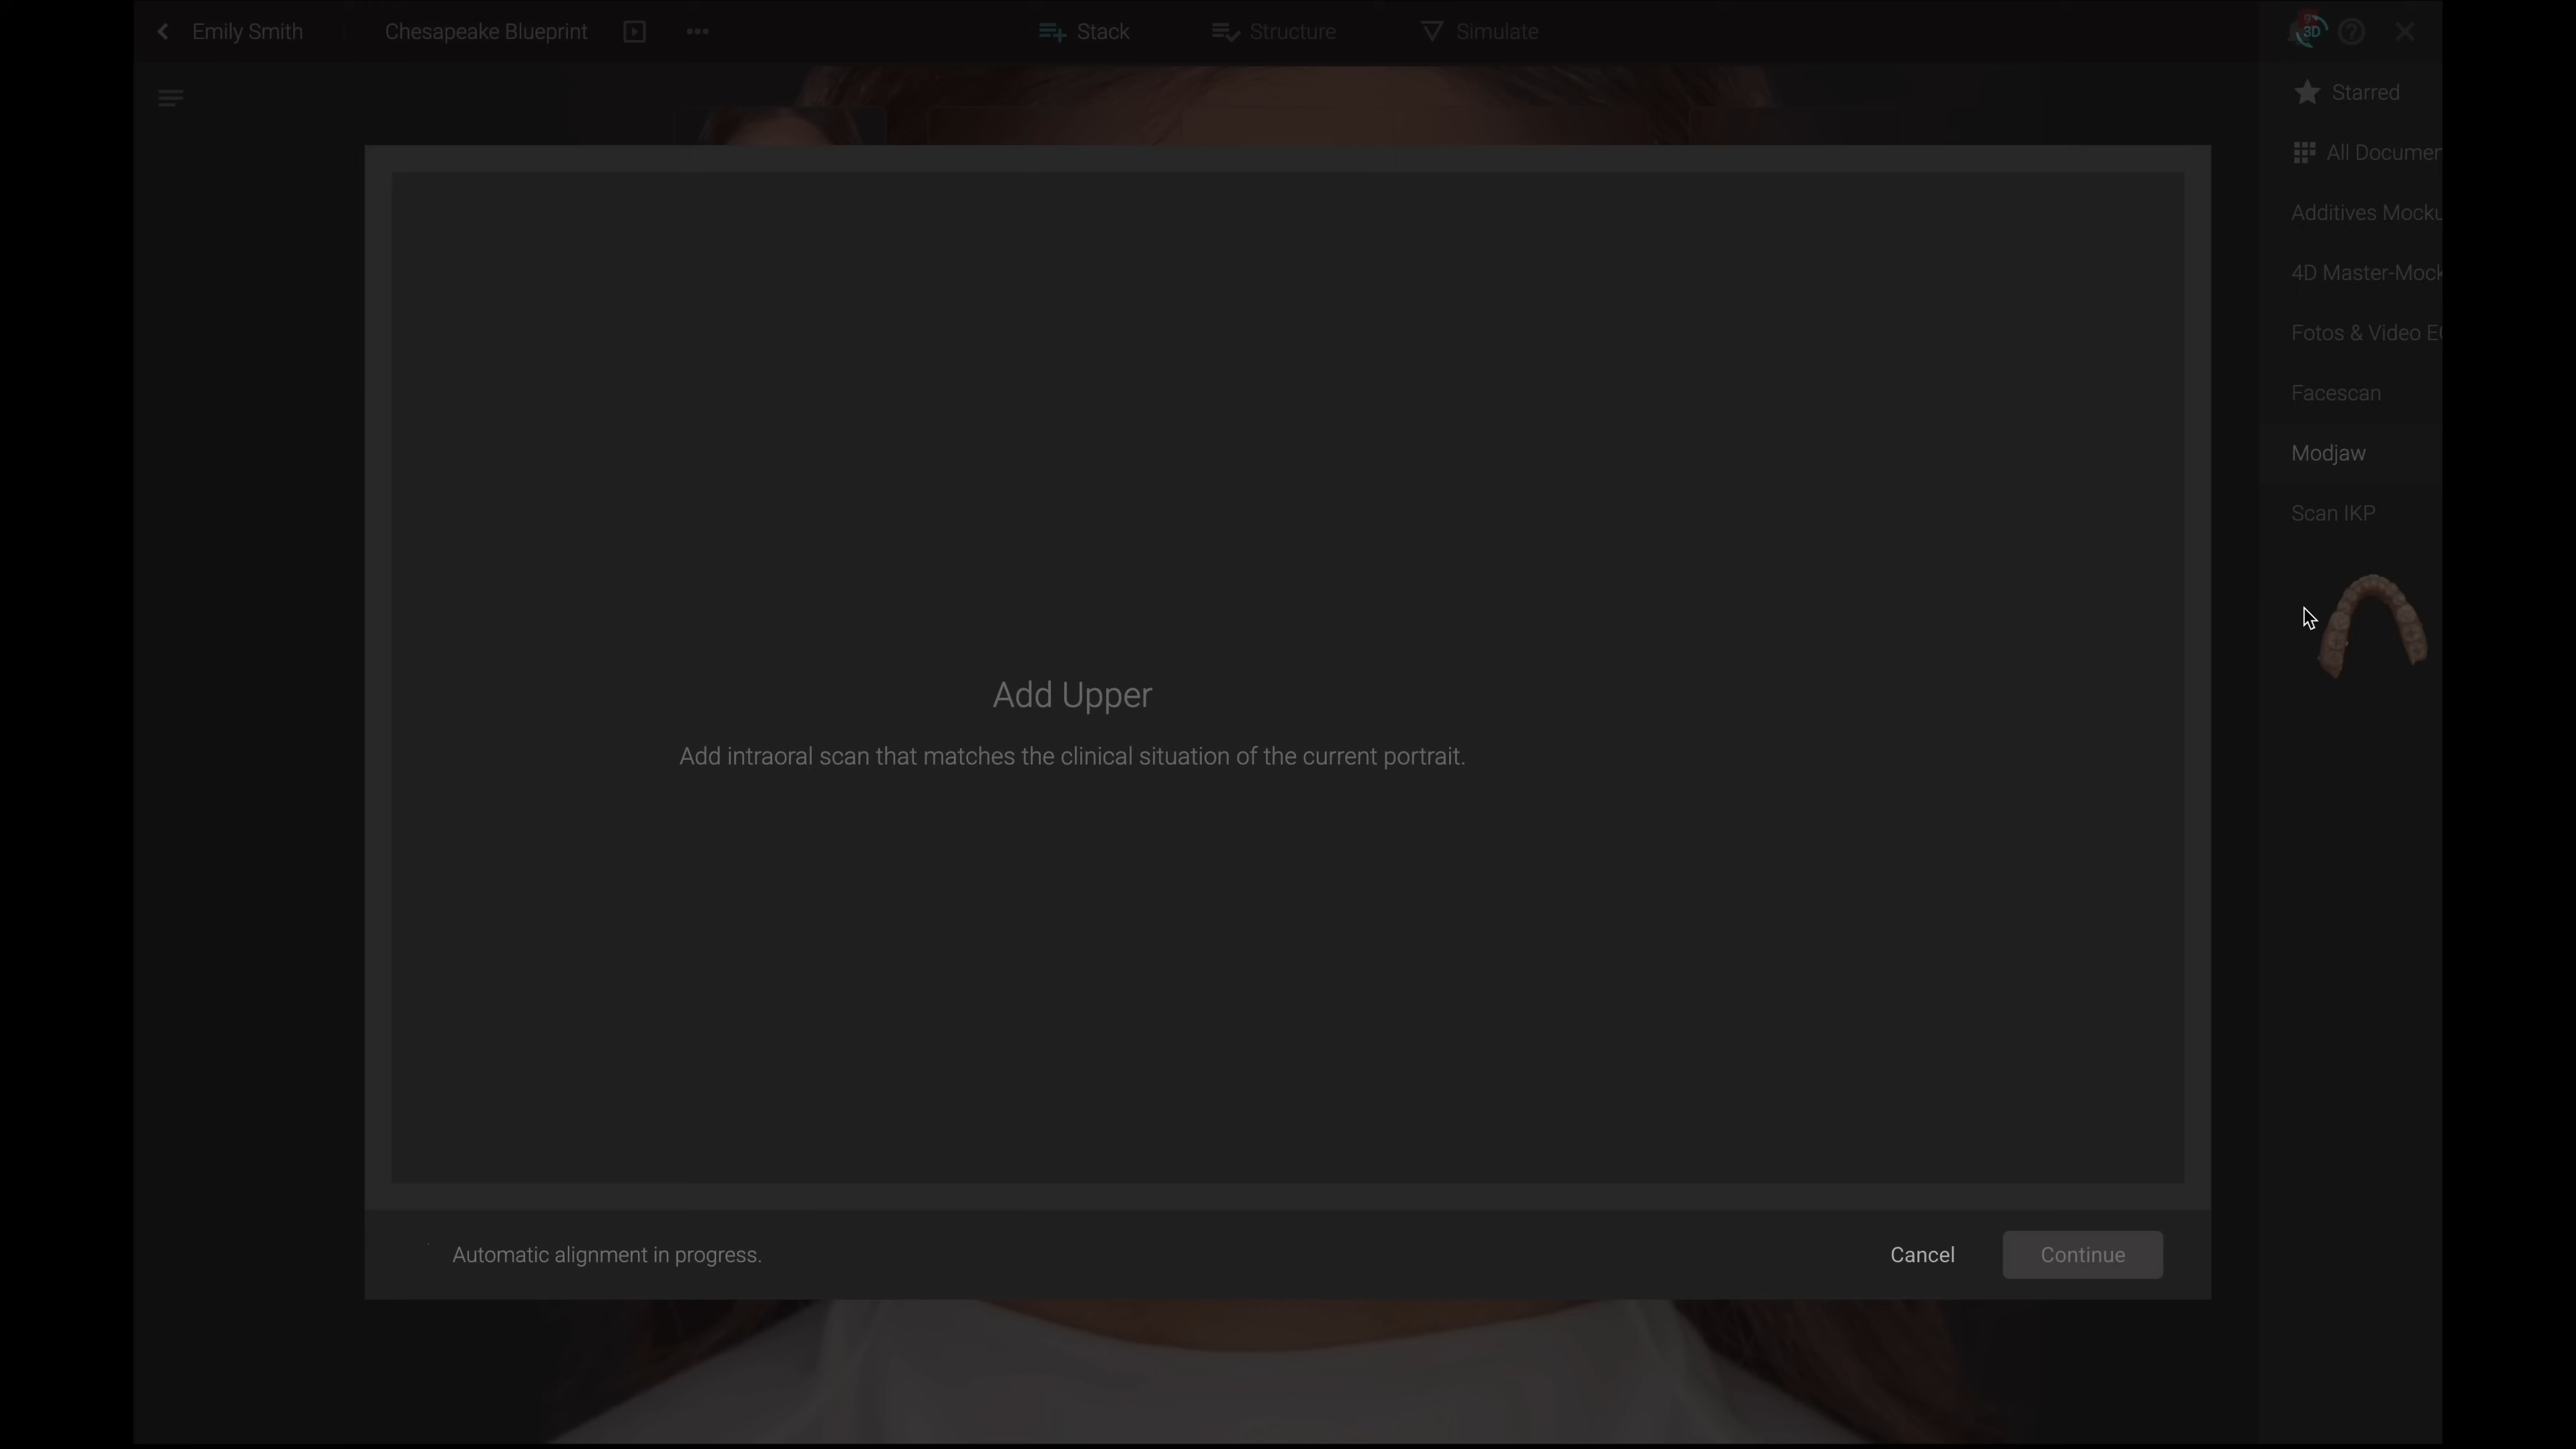 Emily Smith
Chesapeake Blueprint
Stack
Structure
Simulate
3D
Starred
All Documen
Additives Mocku
4D Master-Mock
Fotos & Video
Facescan
Modjaw
Scan IKP
Add Upper
Add intraoral scan that matches the clinical situation of the current portrait.
Automatic alignment in progress.
Cancel
Continue